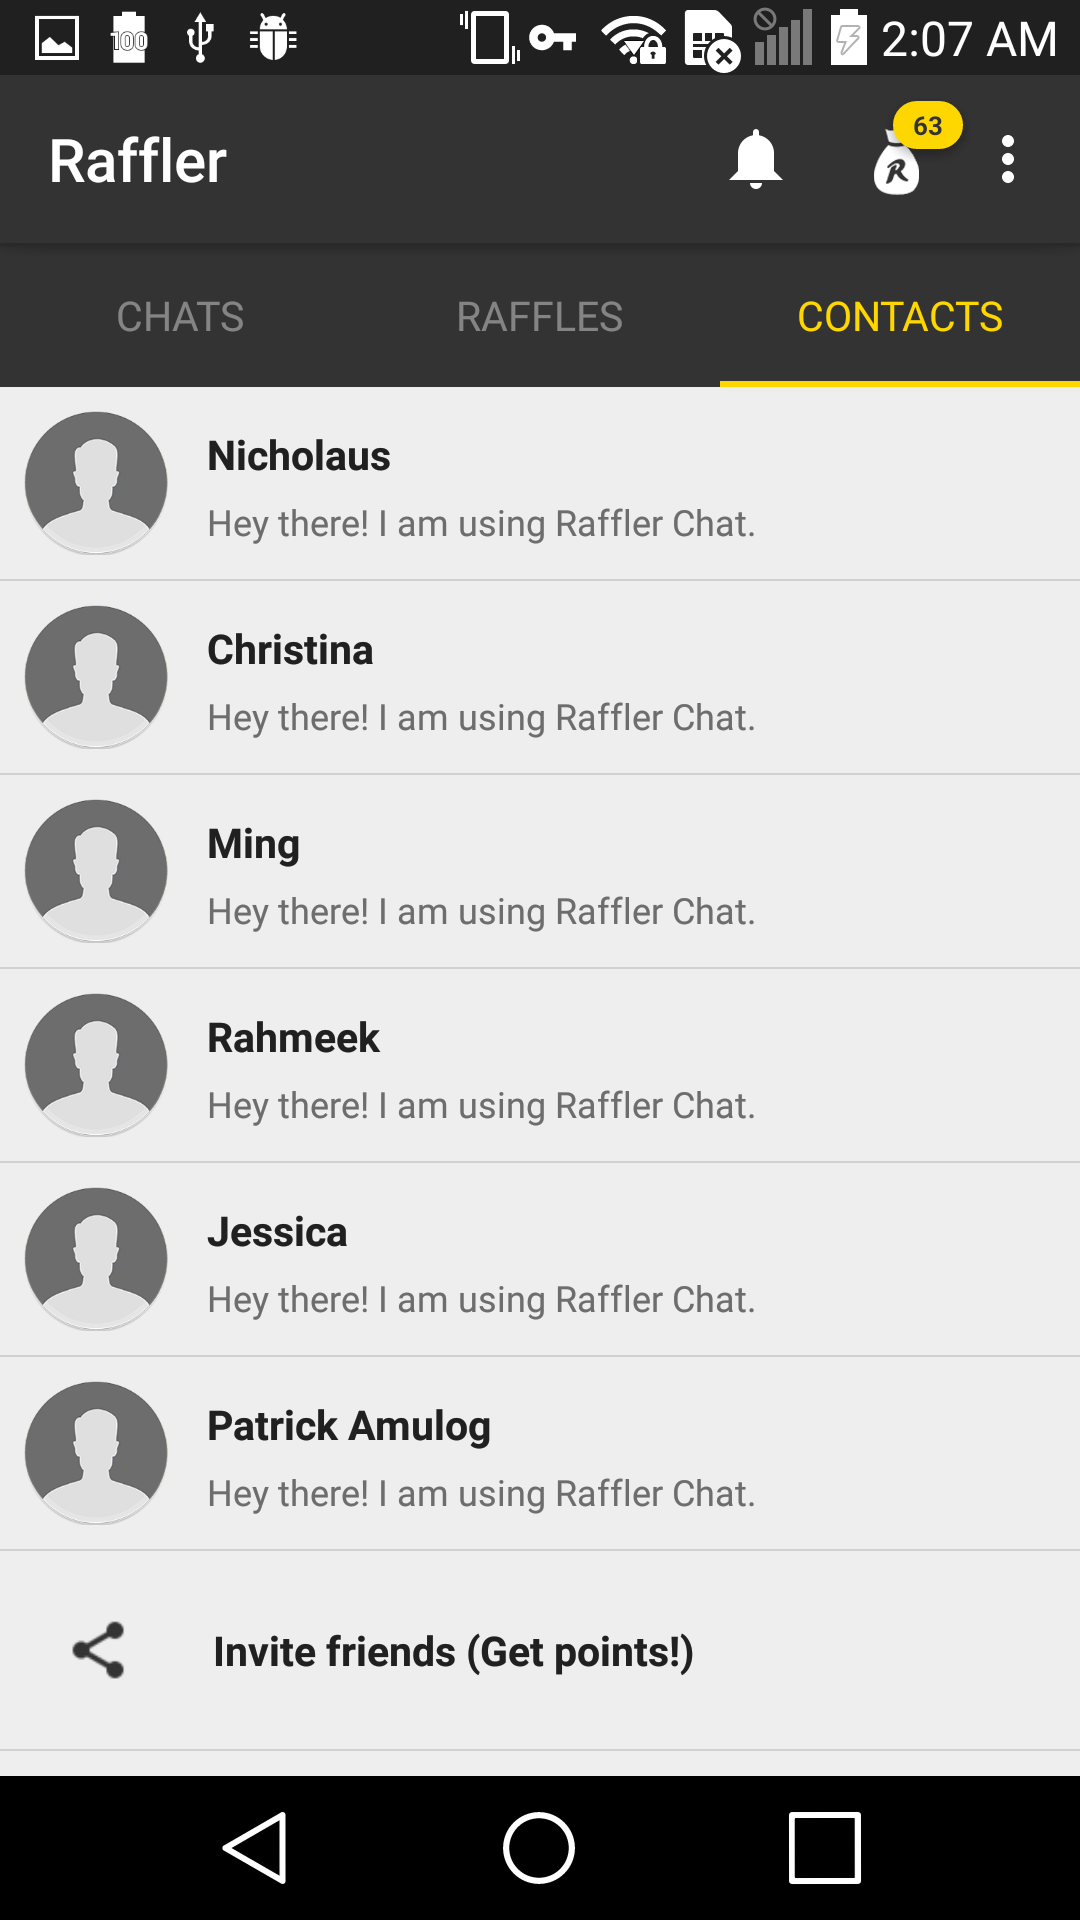 100
2:07 AM
Raffler
63
R
CHATS
RAFFLES
CONTACTS
Nicholaus
Hey there! I am using Raffler Chat.
Christina
Hey there! I am using Raffler Chat.
Ming
Hey there! I am using Raffler Chat.
Rahmeek
Hey there! I am using Raffler Chat.
Jessica
Hey there! I am using Raffler Chat.
Patrick Amulog
Hey there! I am using Raffler Chat.
Invite friends (Get points!)